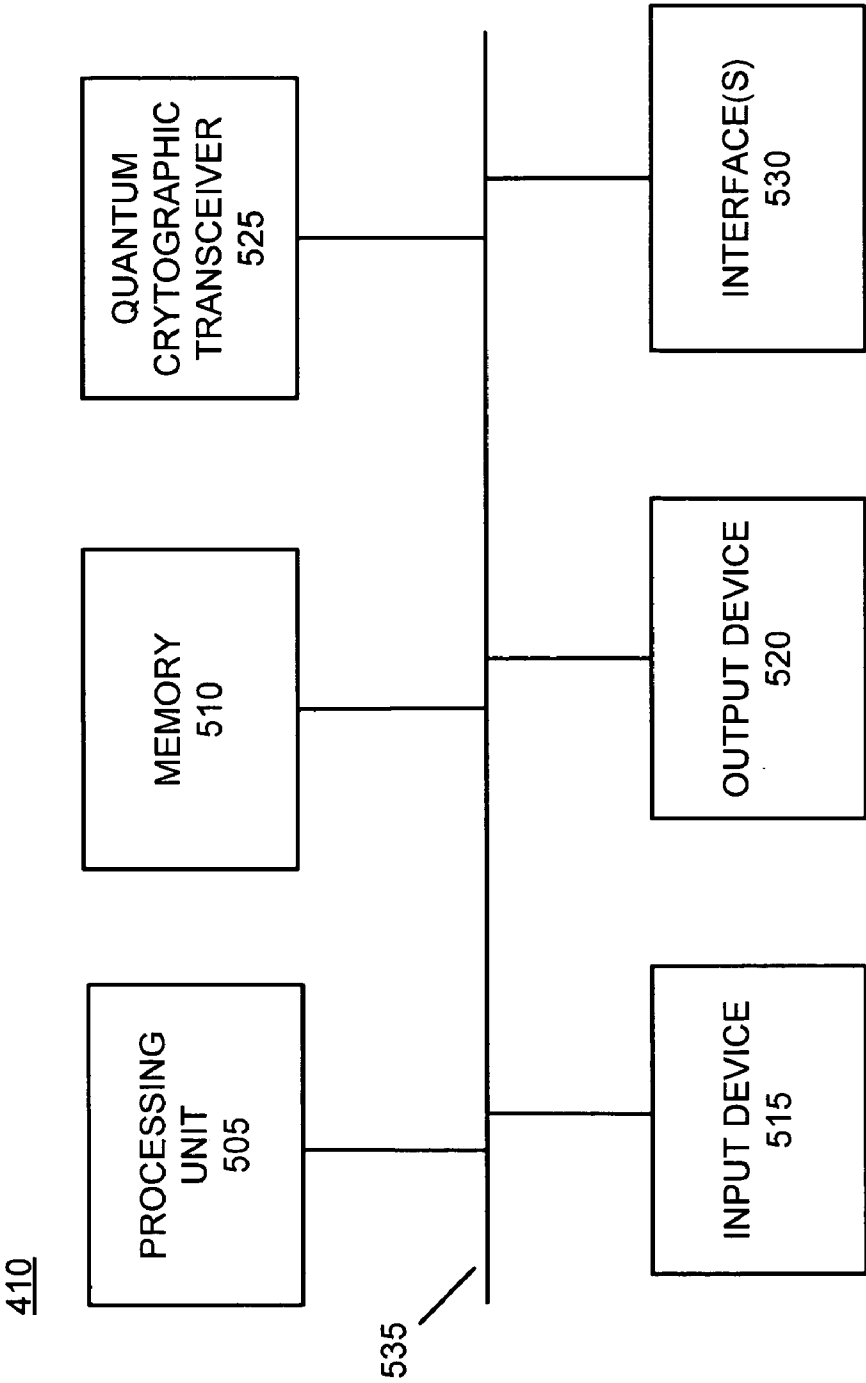 410
PROCESSING
UNIT
505
MEMORY
510
QUANTUM
CRYTOGRAPHIC
TRANSCEIVER
525
535
INPUT DEVICE
515
OUTPUT DEVICE
520
INTERFACE(S)
530